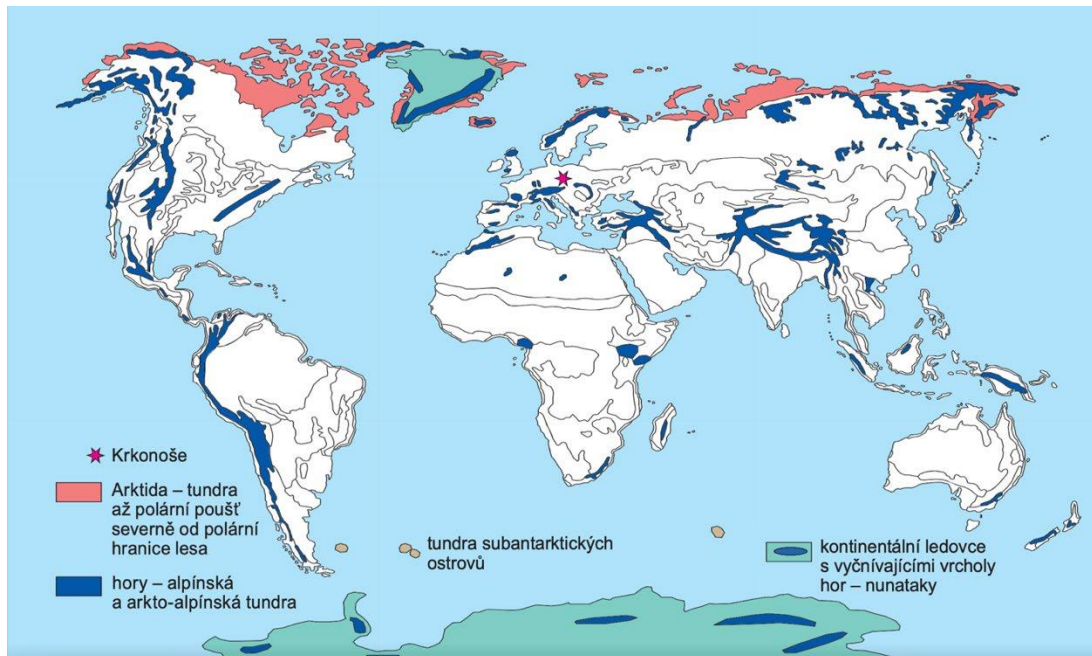 Krkonoše
Arktida – tundra
až polární poušť
severně od polární
hranice lesa
hory – alpínská
a arkto-alpínská tundra
tundra subantarktických
ostrovů
kontinentální ledovce
s vyčnívajícími vrcholy
hor – nunataky